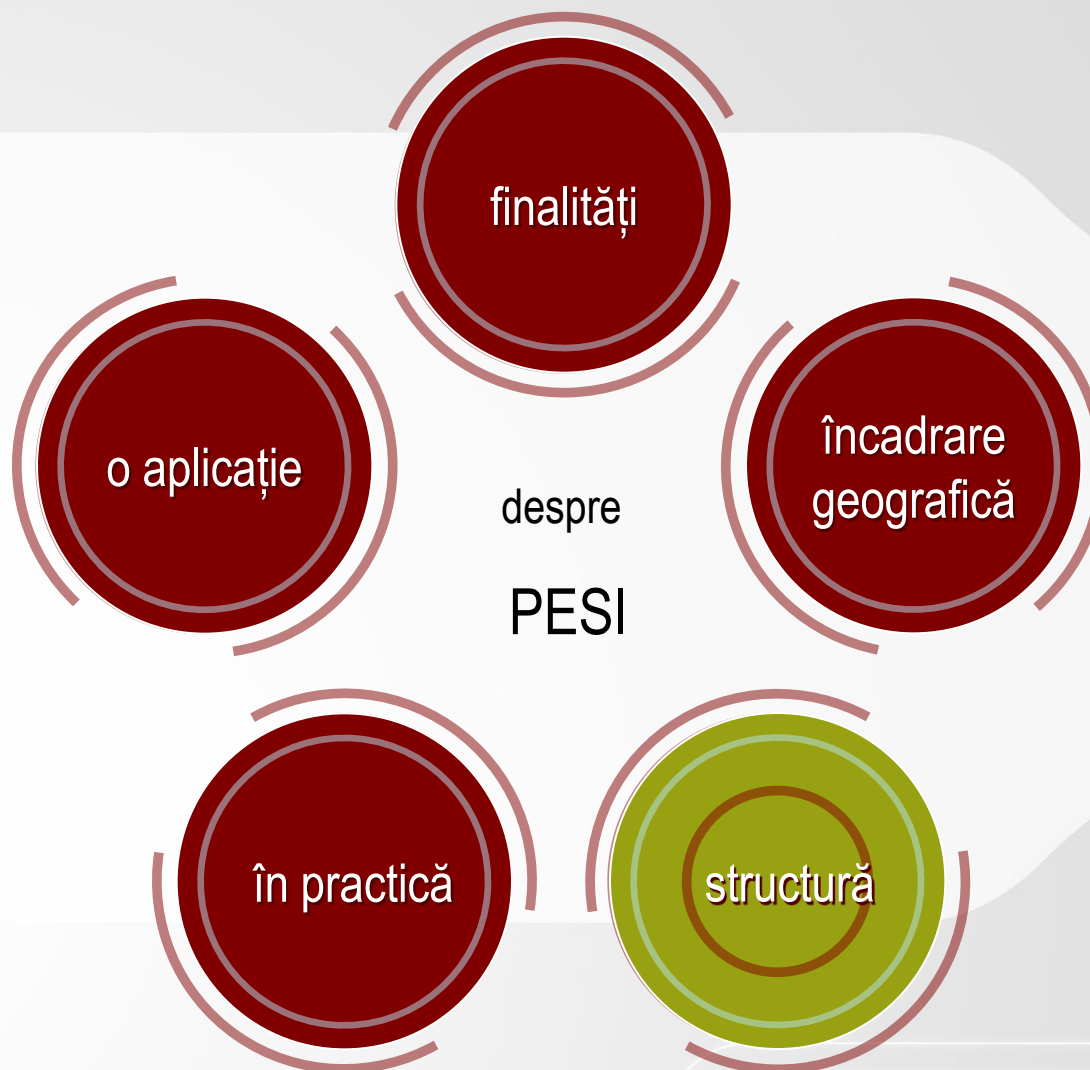 finalități
o aplicație
încadrare
geografică
despre
PESI
în practică
structură